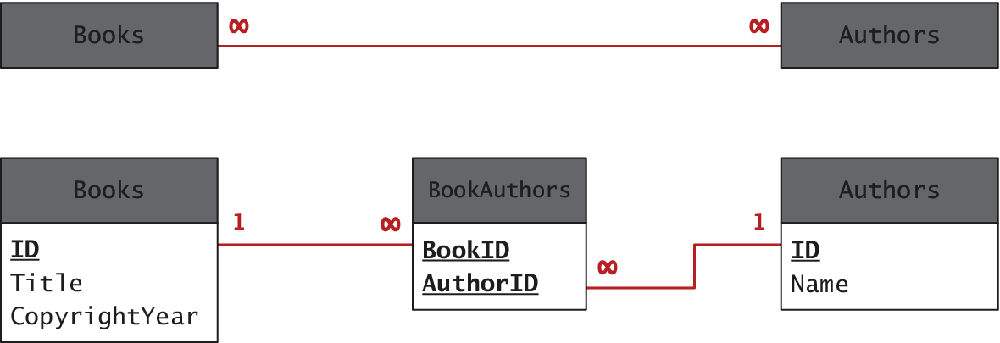 Books ∞ ∞ Authors
Books BookAuthors Authors
1 ∞ 1
ID BookID ID
Title AuthorID ∞ Name
CopyrightYear